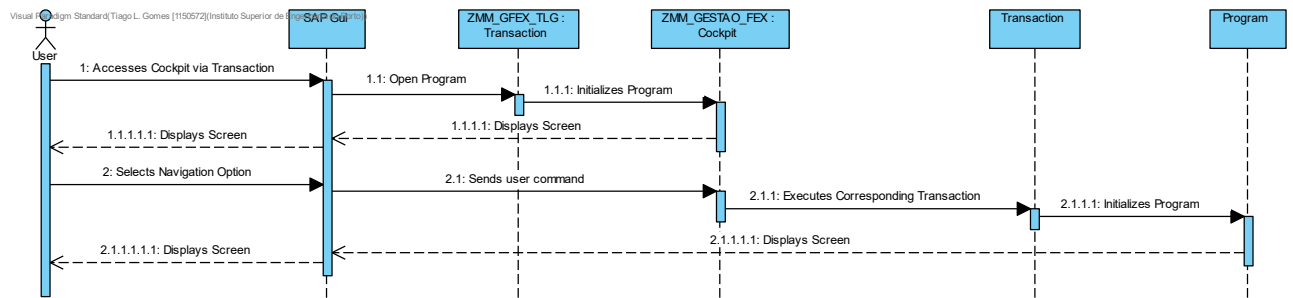 Visual Paradigm Standard(Tiago L. Gomes [1150572](Instituto Superior de Engenharia do Porto))
SAP Gui
ZMM_GFEX_TLG :
Transaction
ZMM_GESTAO_FEX :
Cockpit
Transaction
Program
User
1: Accesses Cockpit via Transaction
1.1: Open Program
1.1.1: Initializes Program
1.1.1.1: Displays Screen
1.1.1.1.1: Displays Screen
2: Selects Navigation Option
2.1: Sends user command
2.1.1: Executes Corresponding Transaction
2.1.1.1: Initializes Program
2.1.1.1.1: Displays Screen
2.1.1.1.1.1: Displays Screen